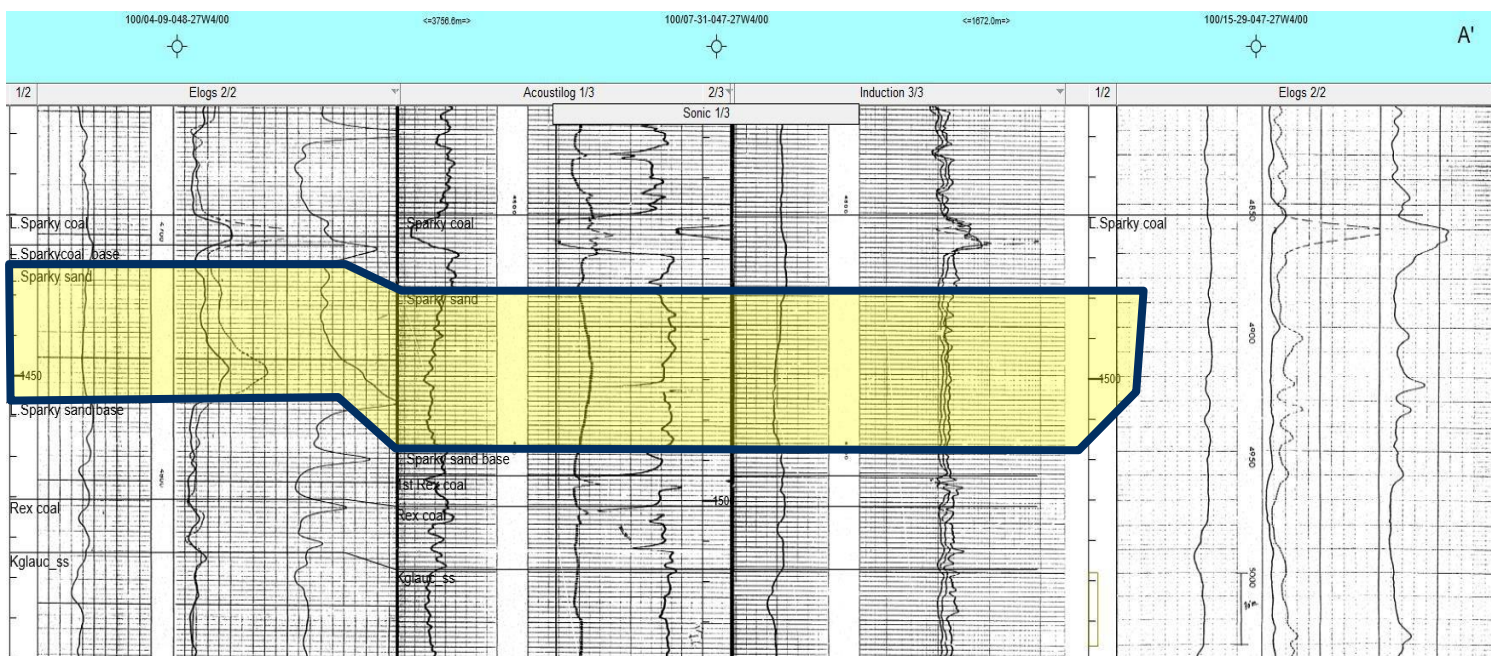 100/04-09-048-27W4/00 <=3756.6m=> 100/07-31-047-27W4/00 <=1672.0m=> 100/15-29-047-27W4/00
A'
1/2 Elogs 2/2 Acoustilog 1/3 2/3 Induction 3/3 1/2 Elogs 2/2
Sonic 1/3
L.Sparky coal Sparky coal L.Sparky coal
4850
L.Sparkycoal_base
L.Sparky sand L.Sparky sand
4900
1450 1500
L.Sparky sand base
4950
L.Sparky sand base
1st Rex coal
Rex coal
Rex coal
Kglauc_ss
Kglauc_ss
5000